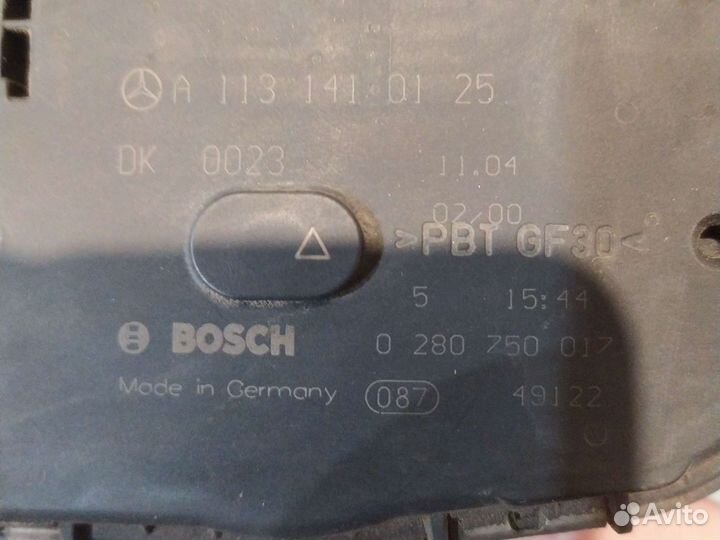 A 113 141 01 25
DK 0023 11.04
02/00
>PBT GF30<
5 15:44
BOSCH 0 280 750 017
Made in Germany 087 49122
Avito